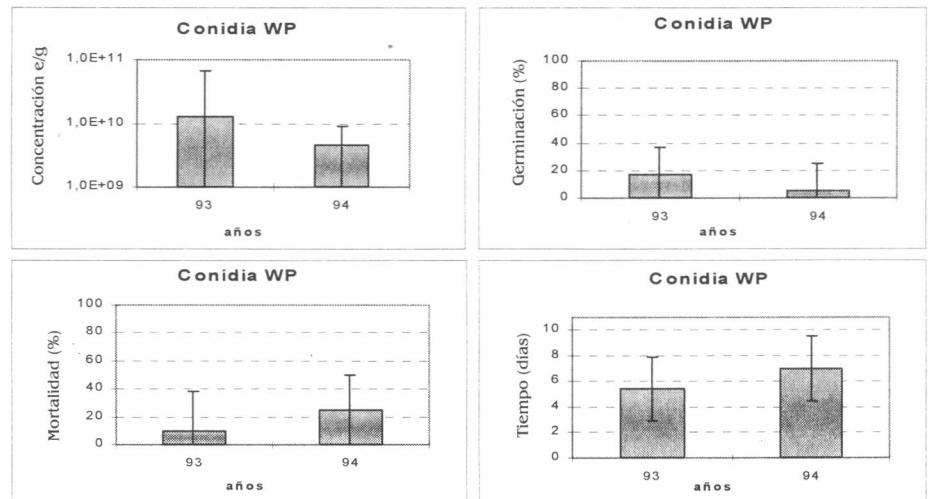 Conidia WP
Concentración e/g
1,0E+11
1,0E+10
1,0E+09
93 94
años
Conidia WP
Germinación (%)
100
80
60
40
20
0
93 94
años
Conidia WP
Mortalidad (%)
100
80
60
40
20
0
93 94
años
Conidia WP
Tiempo (días)
10
8
6
4
2
0
93 94
años